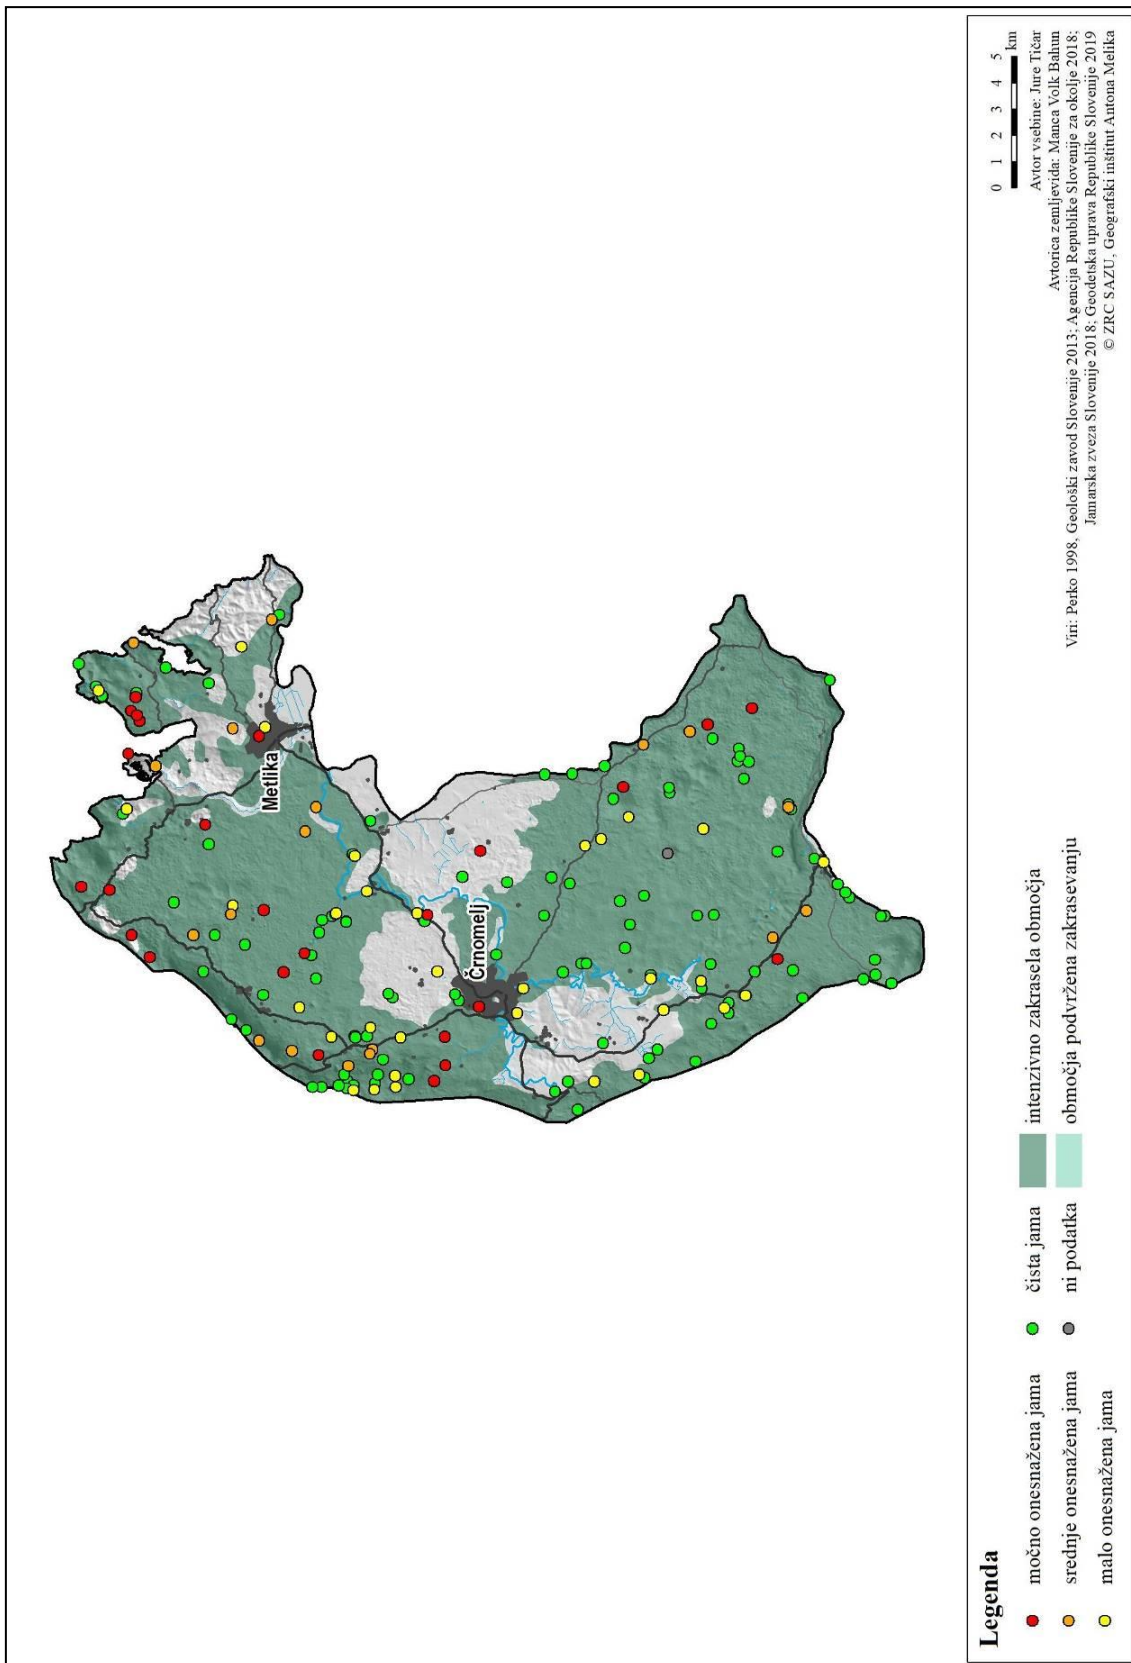 Metlika
Črnomelj
Legenda
močno onesnažena jama
srednje onesnažena jama
malo onesnažena jama
čista jama
ni podatka
intenzivno zakrasela območja
območja podvržena zakrasevanju
0 1 2 3 4 5
km
Avtor vsebine: Jure Tičar
Avtorica zemljevida: Manca Volk Bahun
Viri: Perko 1998, Geološki zavod Slovenije 2013; Agencija Republike Slovenije za okolje 2018;
Jamarska zveza Slovenije 2018; Geodetska uprava Republike Slovenije 2019
© ZRC SAZU, Geografski inštitut Antona Melika